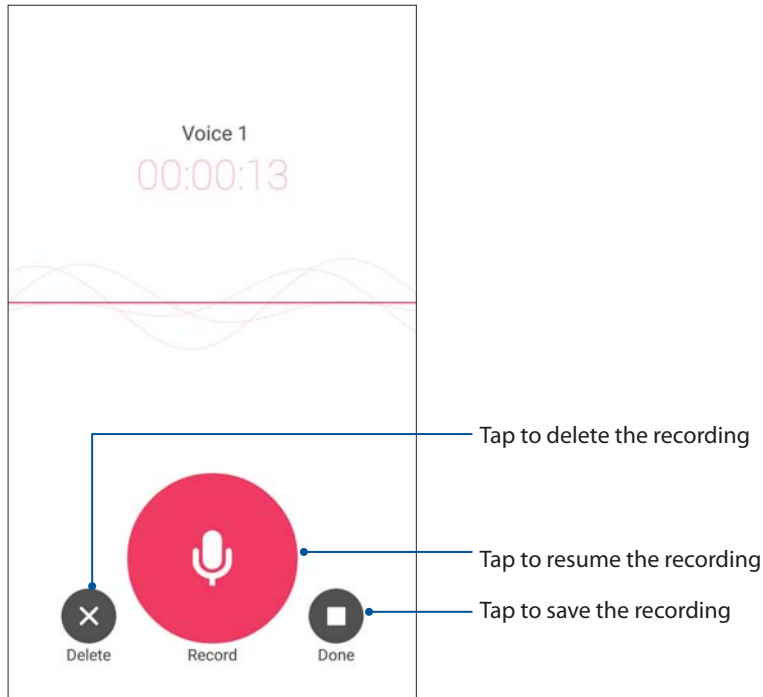 Voice 1
00:00:13
Tap to delete the recording
Tap to resume the recording
Tap to save the recording
Delete
Record
Done